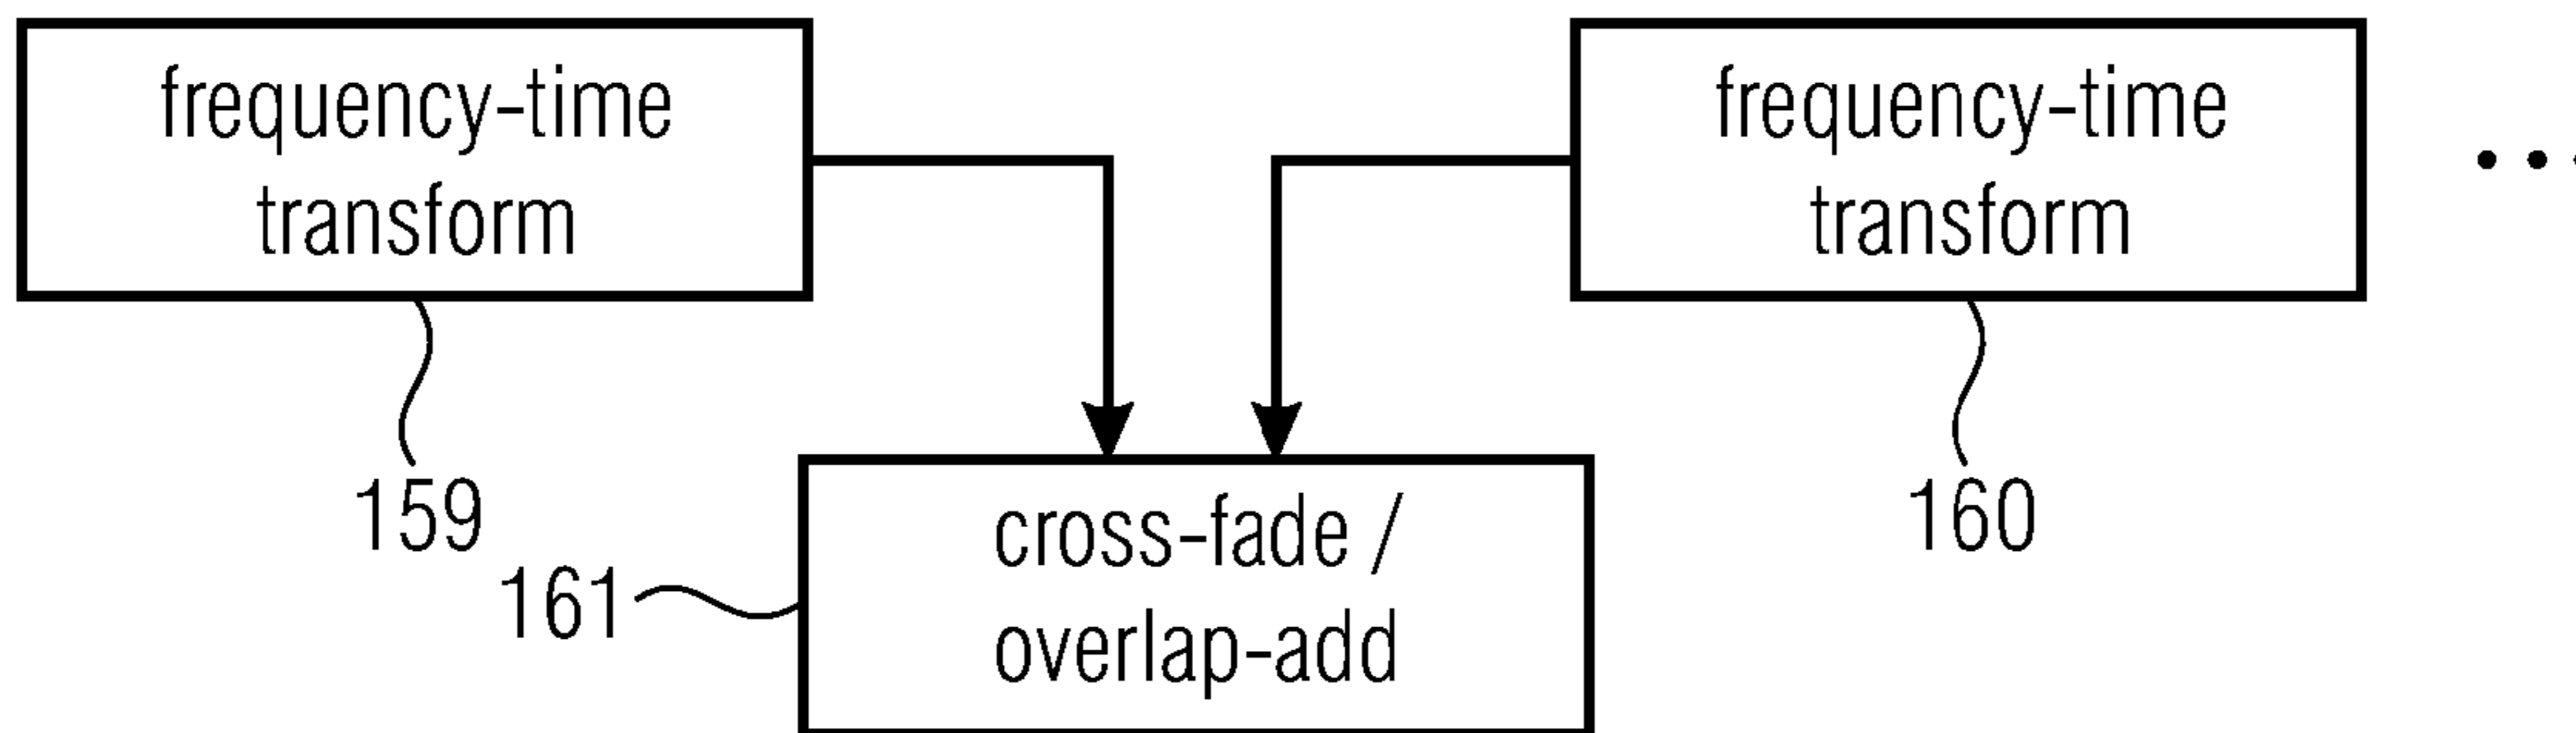 frequency-time
transform
frequency-time
transform
159
160
cross-fade /
overlap-add
161